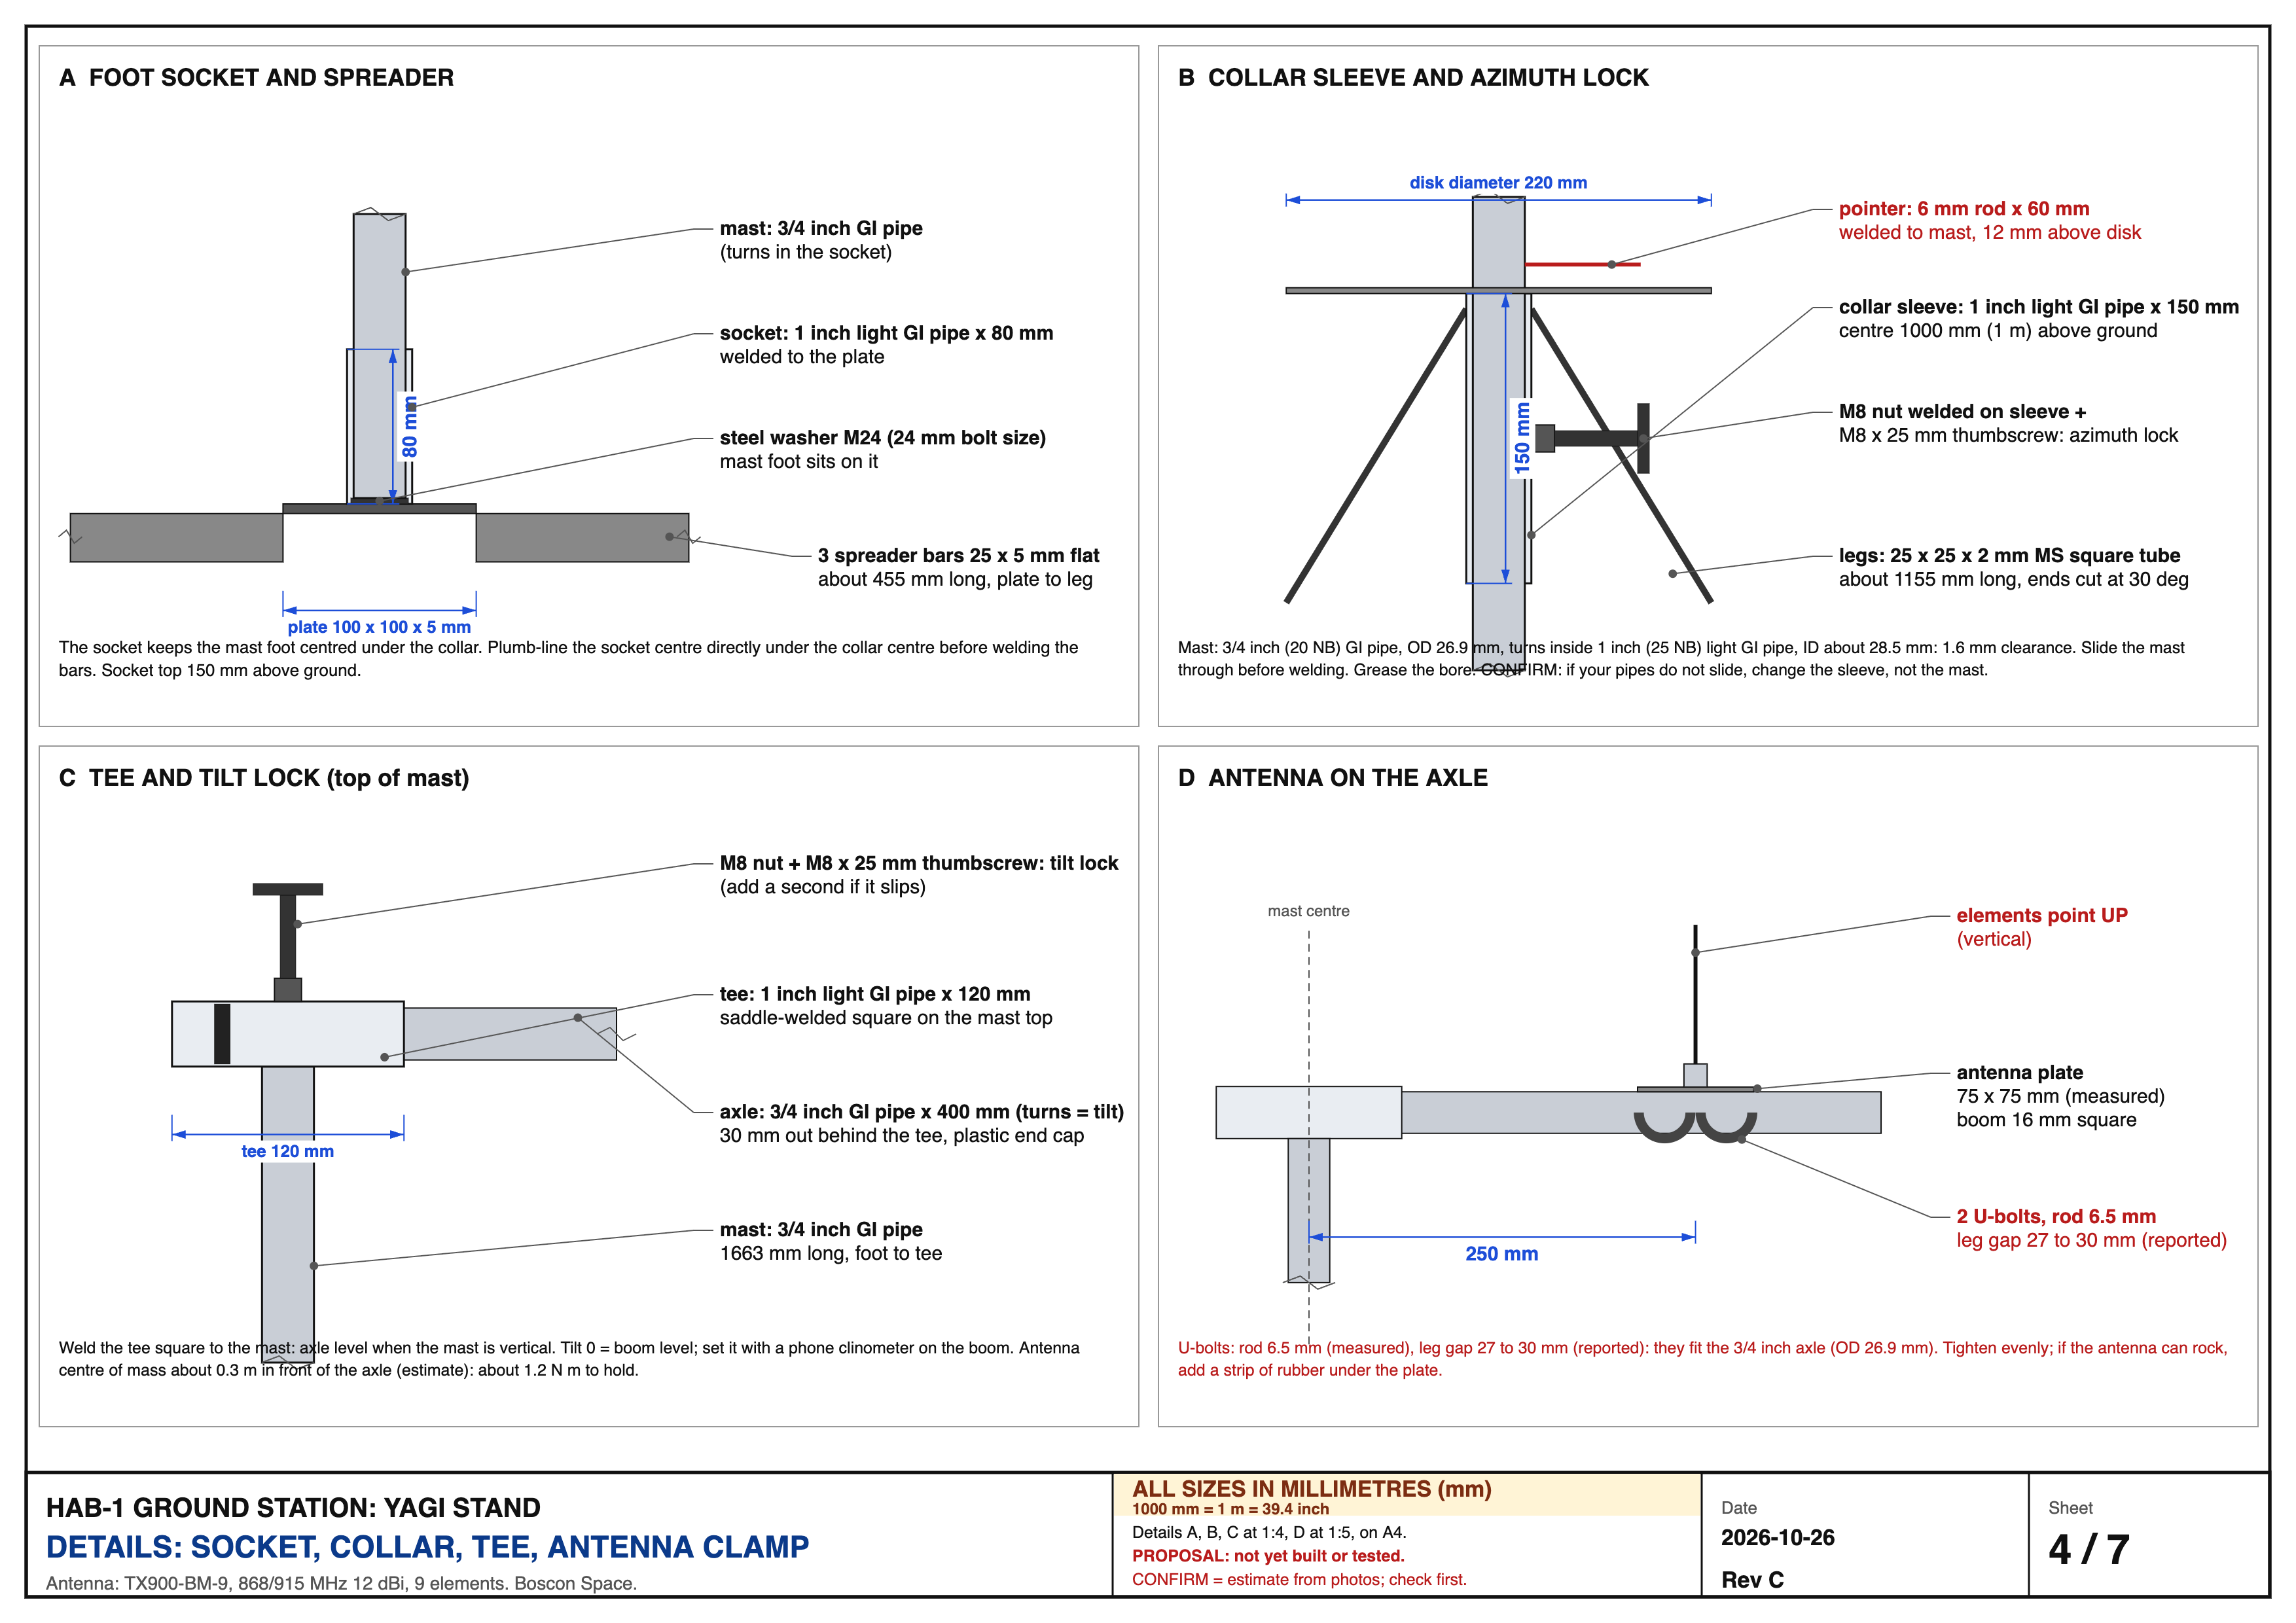 A FOOT SOCKET AND SPREADER
mast: 3/4 inch GI pipe
(turns in the socket)
socket: 1 inch light GI pipe x 80 mm
welded to the plate
80 mm
steel washer M24 (24 mm bolt size)
mast foot sits on it
3 spreader bars 25 x 5 mm flat
about 455 mm long, plate to leg
plate 100 x 100 x 5 mm
The socket keeps the mast foot centred under the collar. Plumb-line the socket centre directly under the collar centre before welding the
bars. Socket top 150 mm above ground.
B COLLAR SLEEVE AND AZIMUTH LOCK
disk diameter 220 mm
pointer: 6 mm rod x 60 mm
welded to mast, 12 mm above disk
collar sleeve: 1 inch light GI pipe x 150 mm
centre 1000 mm (1 m) above ground
150 mm
M8 nut welded on sleeve +
M8 x 25 mm thumbscrew: azimuth lock
legs: 25 x 25 x 2 mm MS square tube
about 1155 mm long, ends cut at 30 deg
Mast: 3/4 inch (20 NB) GI pipe, OD 26.9 mm, turns inside 1 inch (25 NB) light GI pipe, ID about 28.5 mm: 1.6 mm clearance. Slide the mast
through before welding. Grease the bore. CONFIRM: if your pipes do not slide, change the sleeve, not the mast.
C TEE AND TILT LOCK (top of mast)
M8 nut + M8 x 25 mm thumbscrew: tilt lock
(add a second if it slips)
tee: 1 inch light GI pipe x 120 mm
saddle-welded square on the mast top
axle: 3/4 inch GI pipe x 400 mm (turns = tilt)
30 mm out behind the tee, plastic end cap
tee 120 mm
mast: 3/4 inch GI pipe
1663 mm long, foot to tee
Weld the tee square to the mast: axle level when the mast is vertical. Tilt 0 = boom level; set it with a phone clinometer on the boom. Antenna
centre of mass about 0.3 m in front of the axle (estimate): about 1.2 N m to hold.
D ANTENNA ON THE AXLE
mast centre
elements point UP
(vertical)
antenna plate
75 x 75 mm (measured)
boom 16 mm square
2 U-bolts, rod 6.5 mm
leg gap 27 to 30 mm (reported)
250 mm
U-bolts: rod 6.5 mm (measured), leg gap 27 to 30 mm (reported): they fit the 3/4 inch axle (OD 26.9 mm). Tighten evenly; if the antenna can rock,
add a strip of rubber under the plate.
HAB-1 GROUND STATION: YAGI STAND
DETAILS: SOCKET, COLLAR, TEE, ANTENNA CLAMP
Antenna: TX900-BM-9, 868/915 MHz 12 dBi, 9 elements. Boscon Space.
ALL SIZES IN MILLIMETRES (mm)
1000 mm = 1 m = 39.4 inch
Details A, B, C at 1:4, D at 1:5, on A4.
PROPOSAL: not yet built or tested.
CONFIRM = estimate from photos; check first.
Date
2026-10-26
Rev C
Sheet
4 / 7